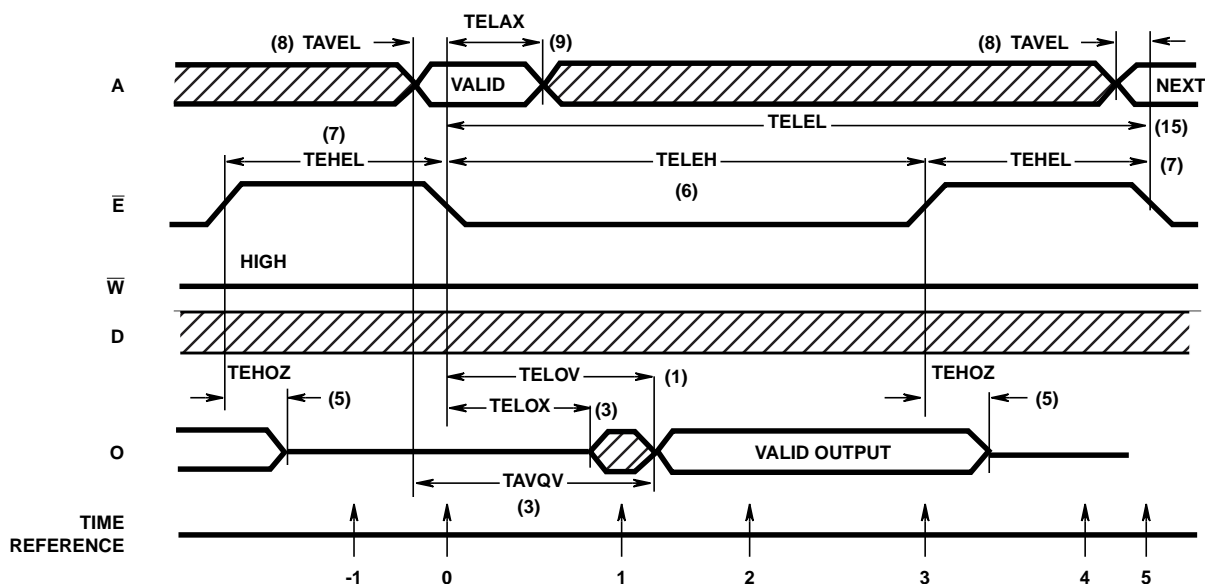 TELAX
(8) TAVEL (9) (8) TAVEL
A VALID NEXT
TELEL
(7) (15)
TEHEL TELEH TEHEL
(6) (7)
E
HIGH
W
D
TEHOZ TELOV (1) TEHOZ
(5) TELOX (3) (5)
O VALID OUTPUT
TAVQV
(3)
TIME
REFERENCE
-1 0 1 2 3 4 5